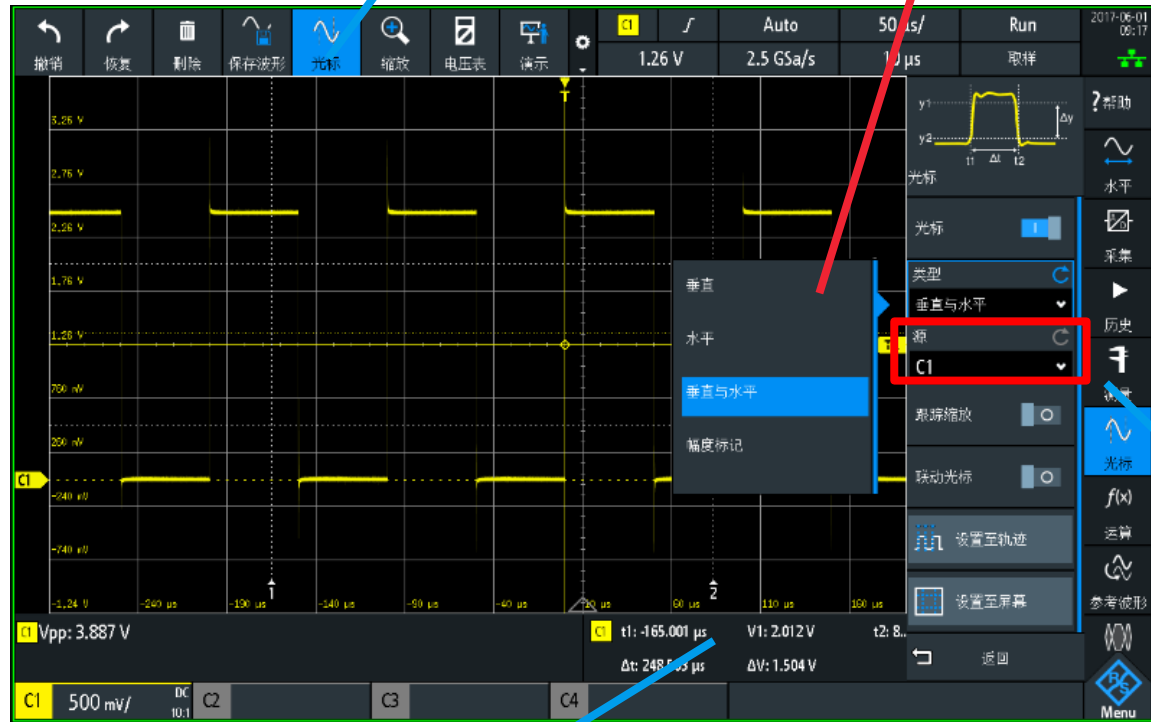 撤销
恢复
删除
保存波形
光标
缩放
电压表
演示
C1
Auto
Run
2017-06-01
09:17
1.26 V
2.5 GSa/s
取样
T
y1
y2
Δy
t1 Δt t2
光标
?帮助
水平
采集
历史
光标
f(x)
运算
参考波形
Menu
光标
类型
垂直与水平
源
C1
跟踪缩放
联动光标
设置至轨迹
设置至屏幕
返回
垂直
水平
垂直与水平
幅度标记
2.76 V
2.26 V
1.76 V
1.26 V
-240 mV
-740 mV
-1.24 V
-240 µs
-190 µs
-140 µs
-90 µs
-40 µs
60 µs
110 µs
160 µs
1
2
C1
C1 Vpp: 3.887 V
C1 t1: -165.001 µs V1: 2.012 V t2: 8..
ΔV: 1.504 V
C1 500 mV/ DC
10:1
C2
C3
C4